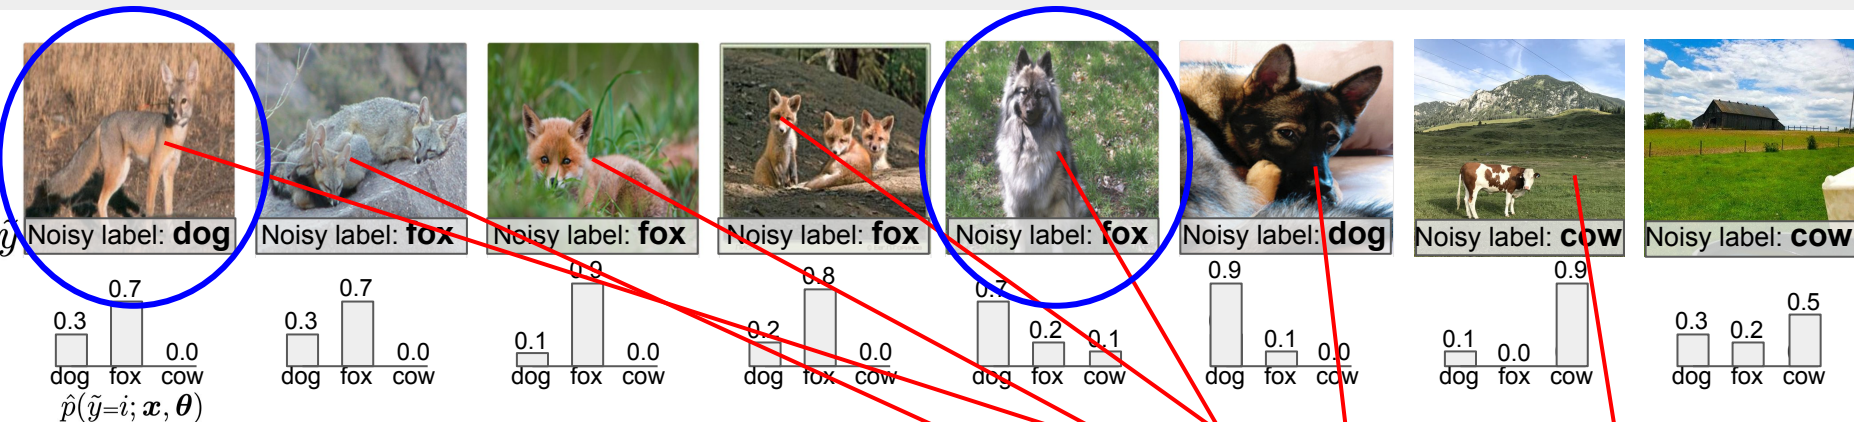 ỹ Noisy label: dog
Noisy label: fox
Noisy label: fox
Noisy label: fox
Noisy label: fox
Noisy label: dog
Noisy label: cow
Noisy label: cow
0.3 0.7 0.0
dog fox cow
0.3 0.7 0.0
dog fox cow
0.1 0.9 0.0
dog fox cow
0.2 0.8 0.0
dog fox cow
0.7 0.2 0.1
dog fox cow
0.9 0.1 0.0
dog fox cow
0.1 0.0 0.9
dog fox cow
0.3 0.2 0.5
dog fox cow
p̂(ỹ=i; x, θ)